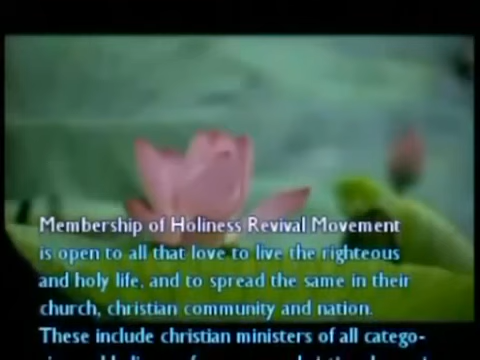 Membership of Holiness Revival Movement
is open to all that love to live the righteous
and holy life, and to spread the same in their
church, christian community and nation.
These include christian ministers of all catego-